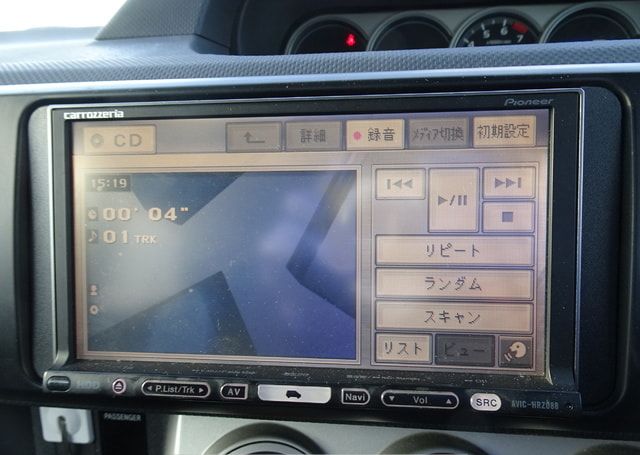 carrozzeria
Pioneer
CD
詳細
録音
メディア切換
初期設定
15:19
00' 04"
01 TRK
リピート
ランダム
スキャン
リスト
ビュー
HDD
P.List/Trk
AV
Navi
Vol
SRC
AVIC-HRZ088
PASSENGER